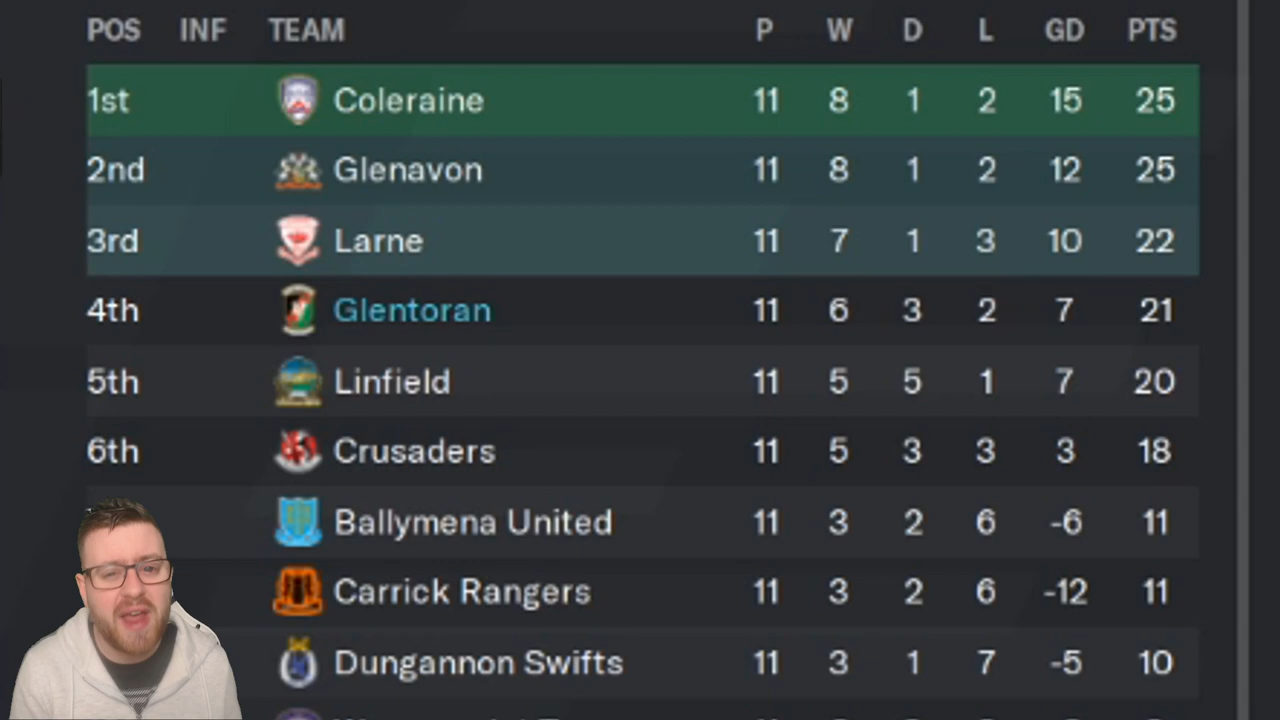 POS INF TEAM P W D L GD PTS
1st Coleraine 11 8 1 2 15 25
2nd Glenavon 11 8 1 2 12 25
3rd Larne 11 7 1 3 10 22
4th Glentoran 11 6 3 2 7 21
5th Linfield 11 5 5 1 7 20
6th Crusaders 11 5 3 3 3 18
Ballymena United 11 3 2 6 -6 11
Carrick Rangers 11 3 2 6 -12 11
Dungannon Swifts 11 3 1 7 -5 10